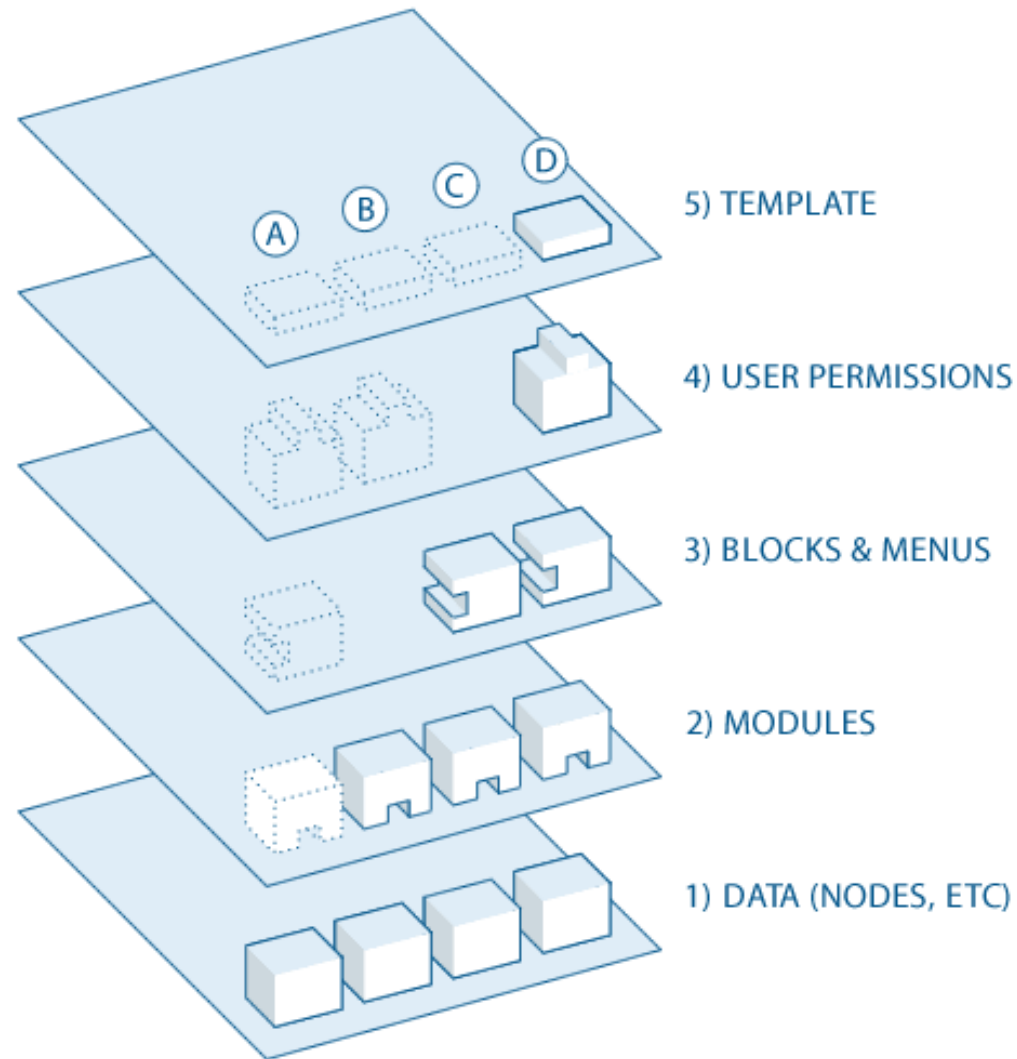 A
B
C
D
5) TEMPLATE
4) USER PERMISSIONS
3) BLOCKS & MENUS
2) MODULES
1) DATA (NODES, ETC)